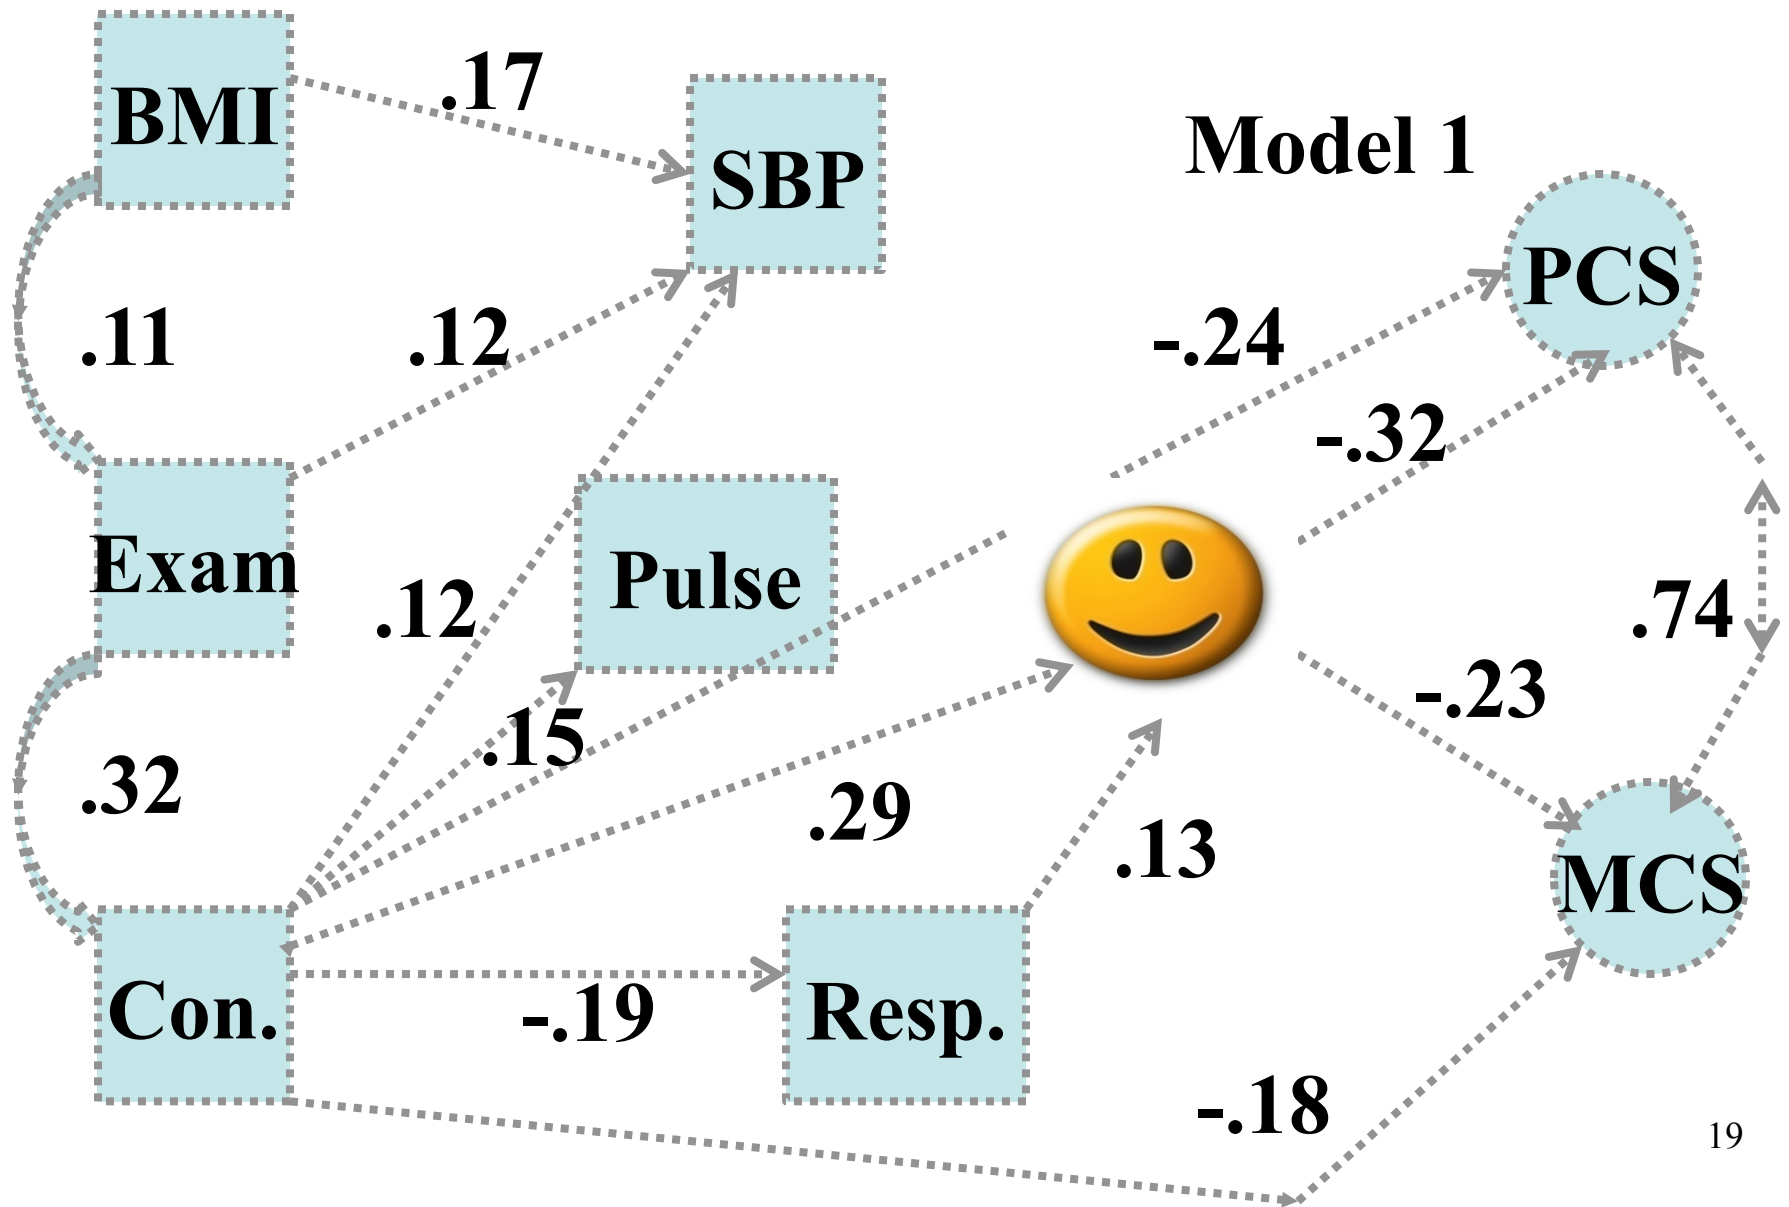 BMI
.17
SBP
Model 1
PCS
.11
.12
-.24
-.32
Exam
Pulse
.12
.74
-.23
.15
.32
.29
.13
MCS
Con.
-.19
Resp.
-.18
19